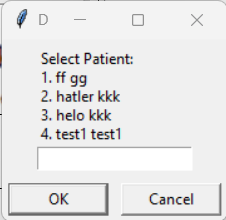 D
Select Patient:
1. ff gg
2. hatler kkk
3. helo kkk
4. test1 test1
OK
Cancel